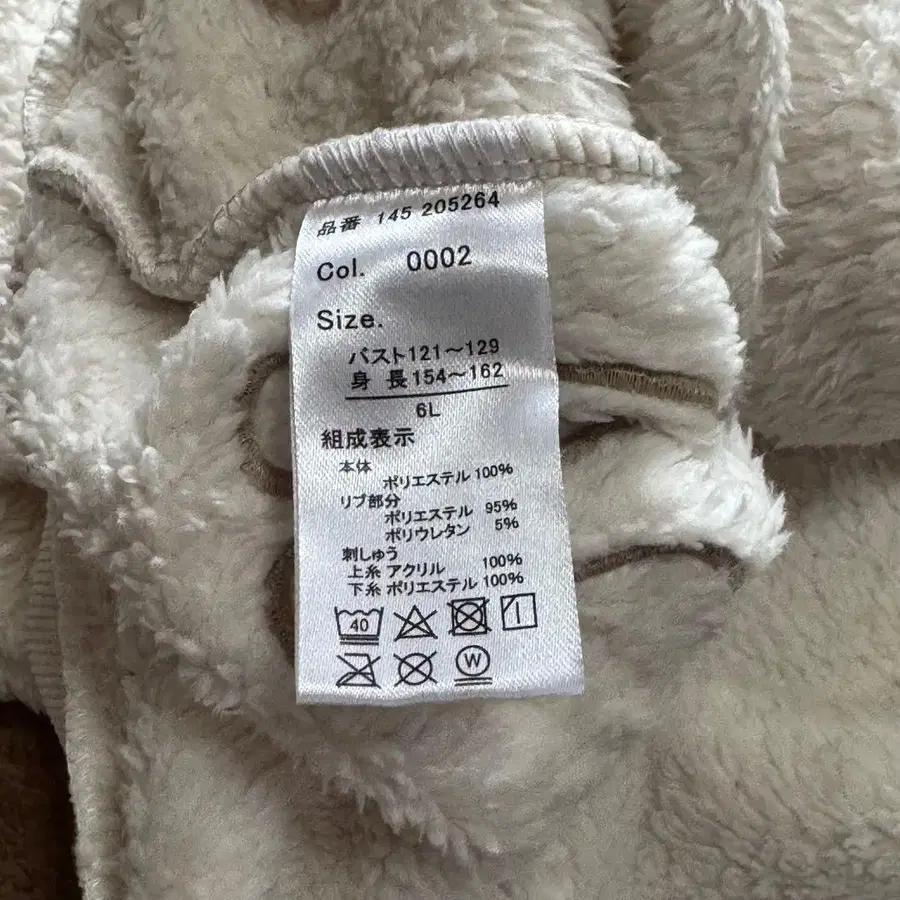 品番 145 205264
Col. 0002
Size.
バスト121〜129
身 長154〜162
6L
組成表示
本体
ポリエステル 100%
リブ部分
ポリエステル 95%
ポリウレタン 5%
刺しゅう
上糸 アクリル 100%
下糸 ポリエステル 100%
40
W